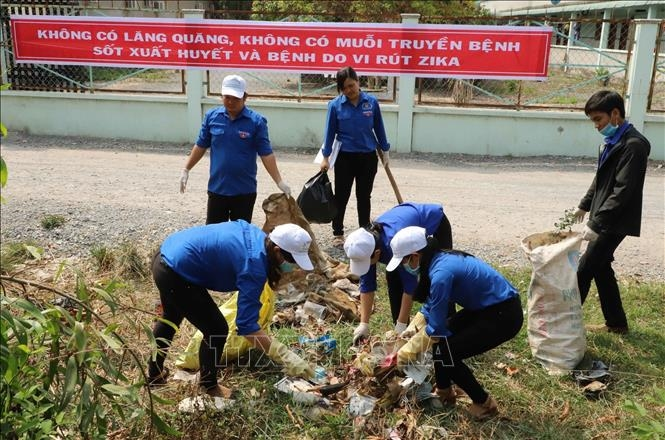 KHÔNG CÓ LĂNG QUĂNG, KHÔNG CÓ MUỖI TRUYỀN BỆNH
SỐT XUẤT HUYẾT VÀ BỆNH DO VI RÚT ZIKA